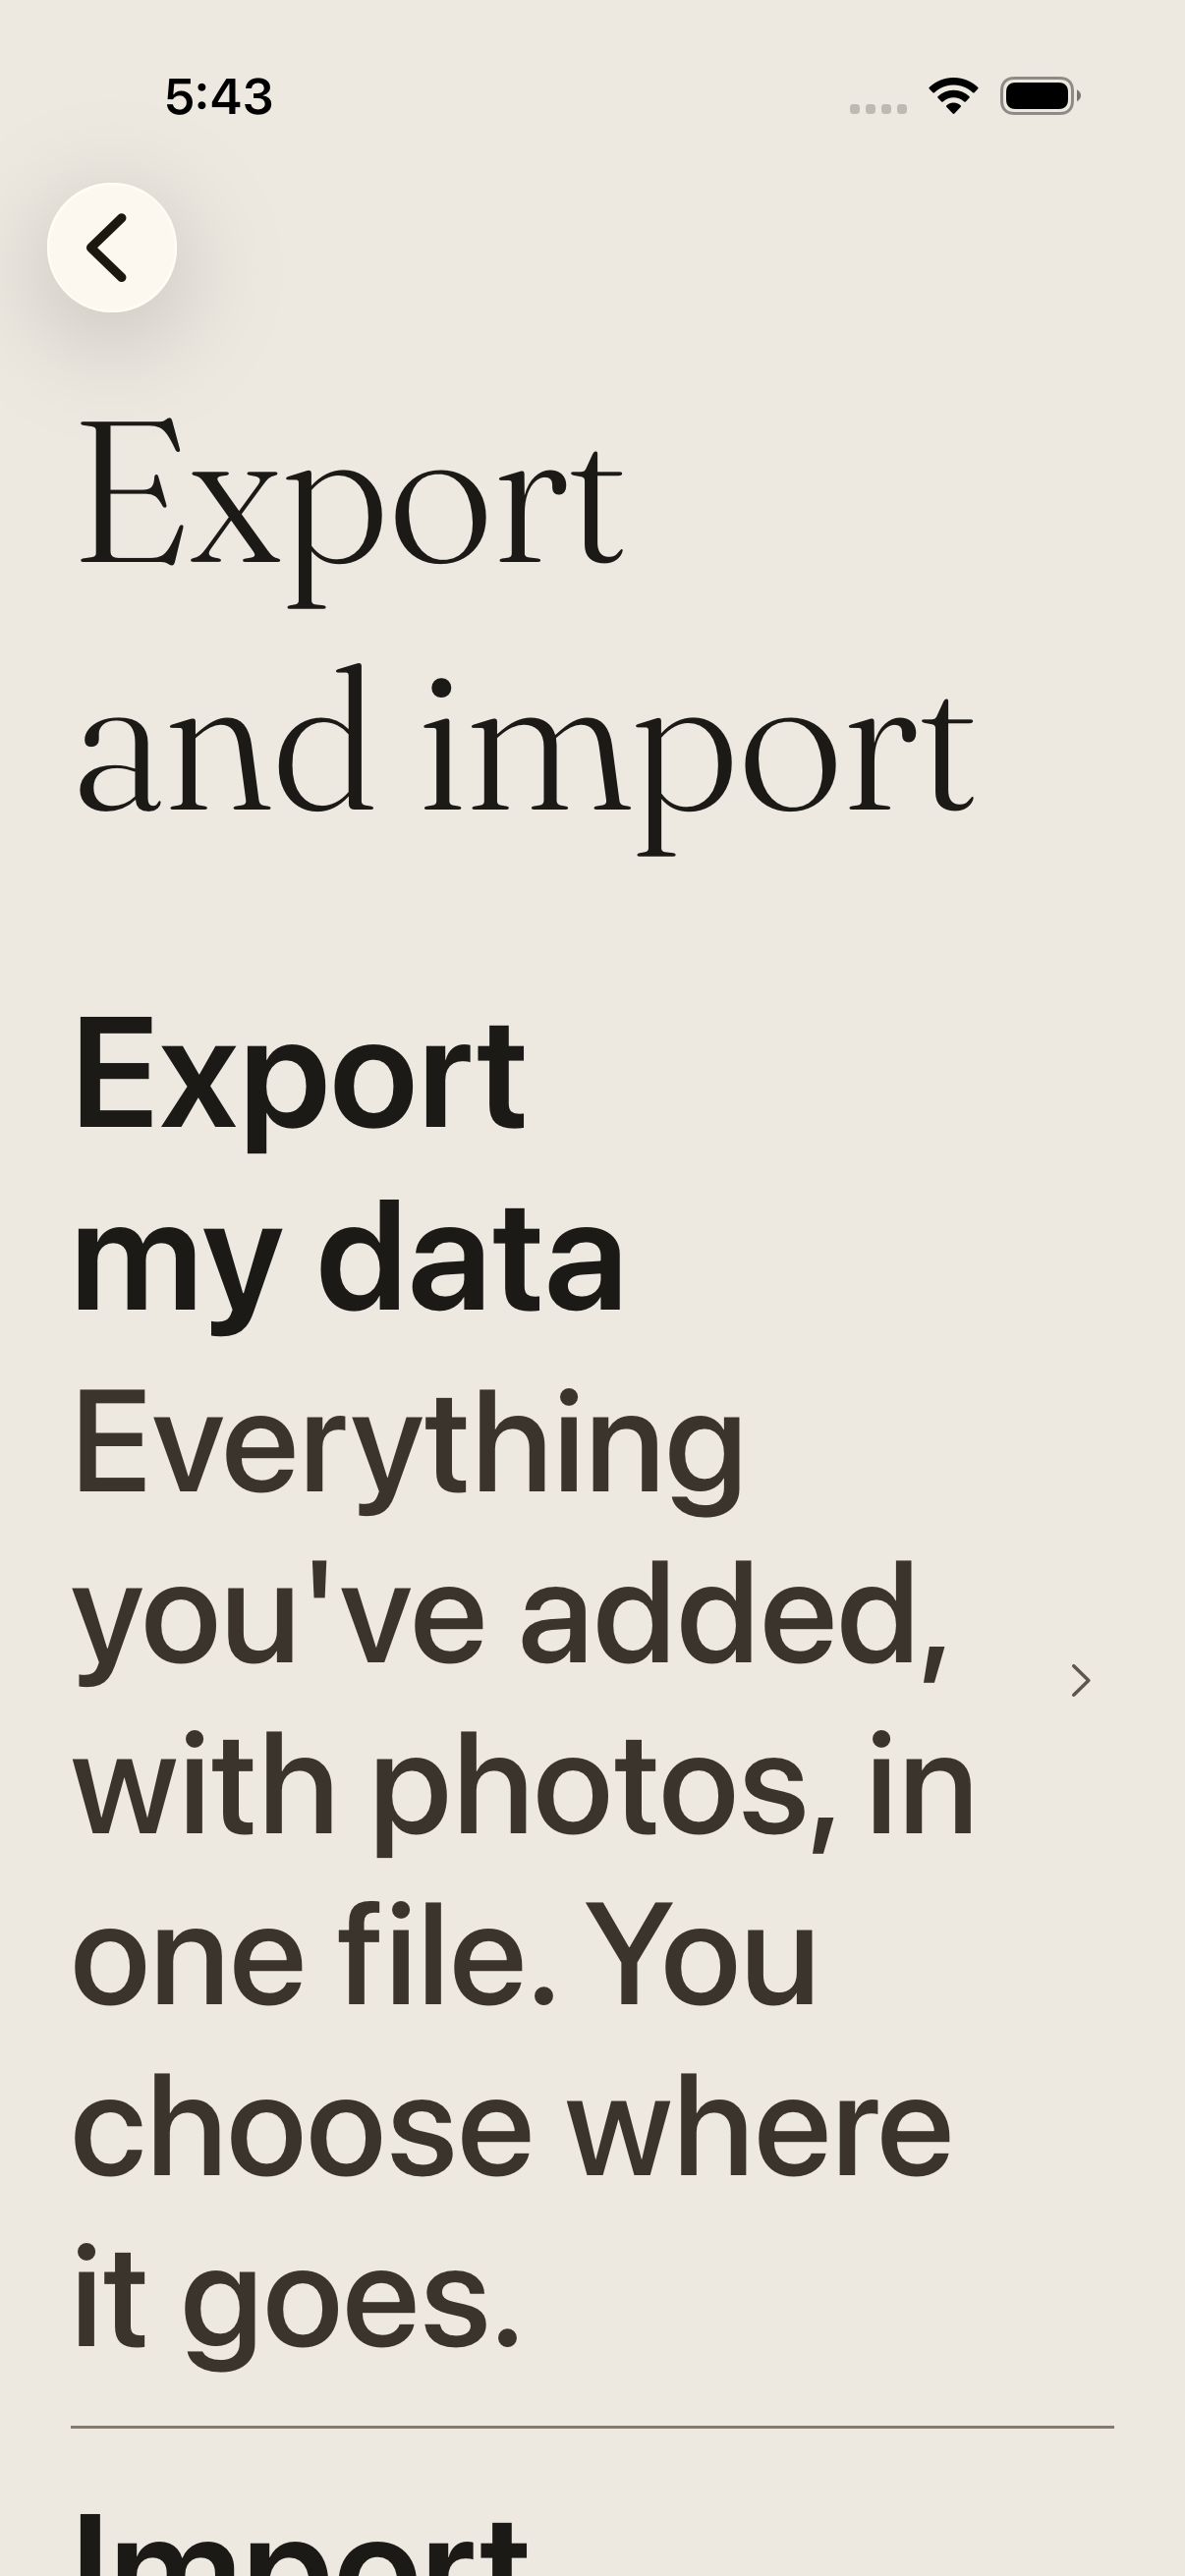 5:43
Export
and import
Export
my data
Everything
you've added,
with photos, in
one file. You
choose where
it goes.
Import